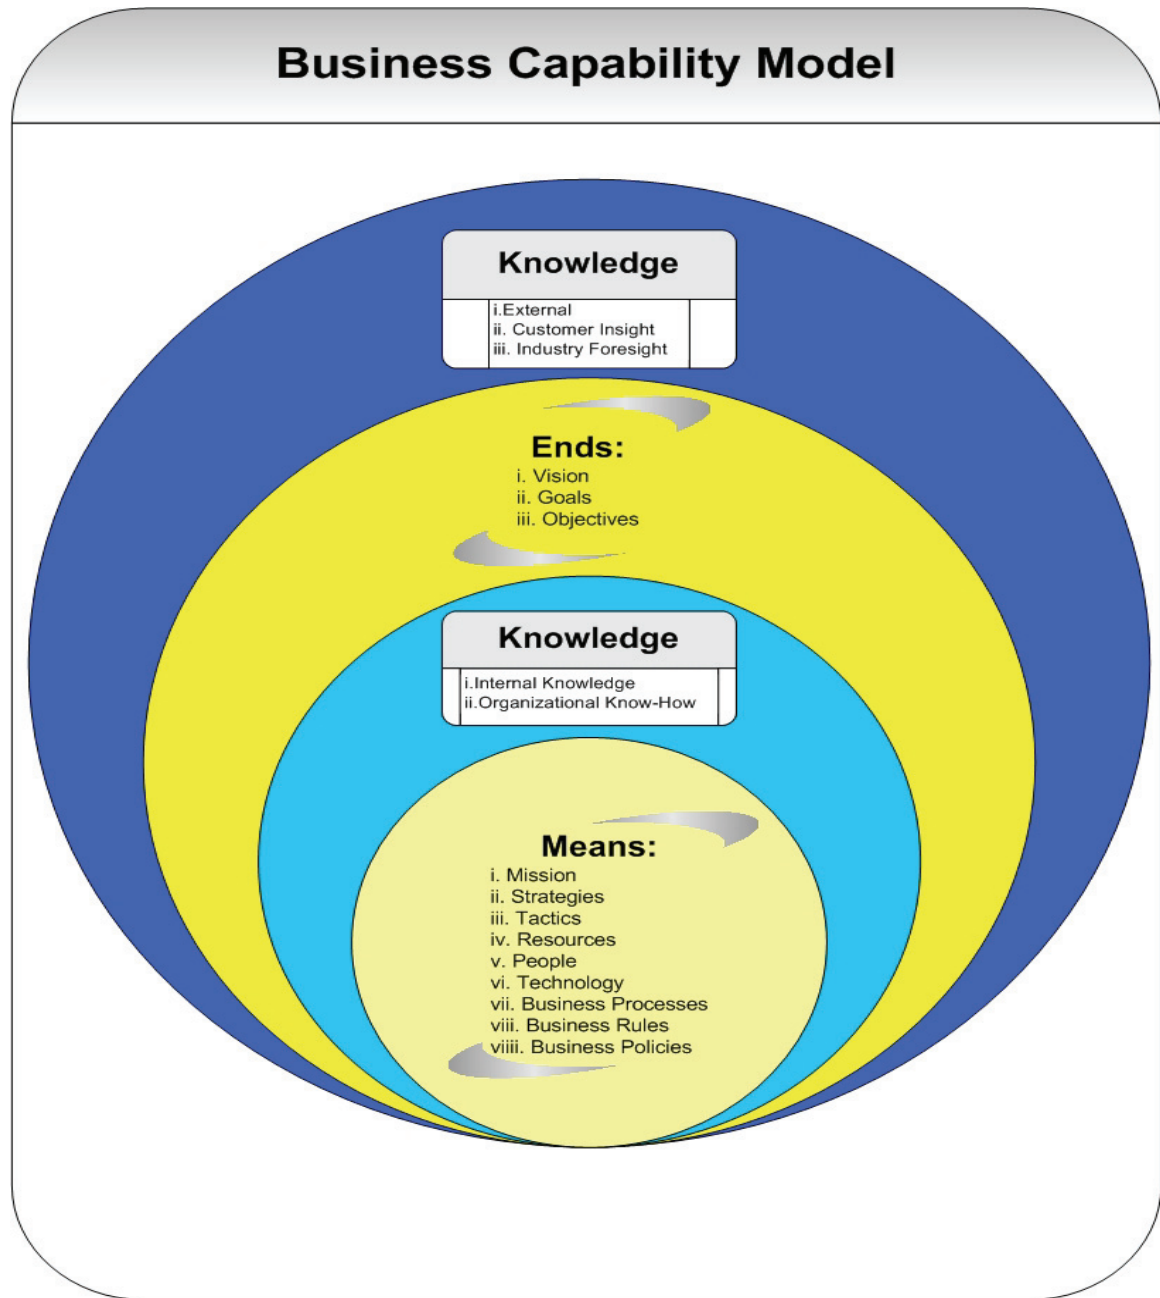 Business Capability Model
Knowledge
i.External
ii. Customer Insight
iii. Industry Foresight
Ends:
i. Vision
ii. Goals
iii. Objectives
Knowledge
i.Internal Knowledge
ii.Organizational Know-How
Means:
i. Mission
ii. Strategies
iii. Tactics
iv. Resources
v. People
vi. Technology
vii. Business Processes
viii. Business Rules
viiii. Business Policies